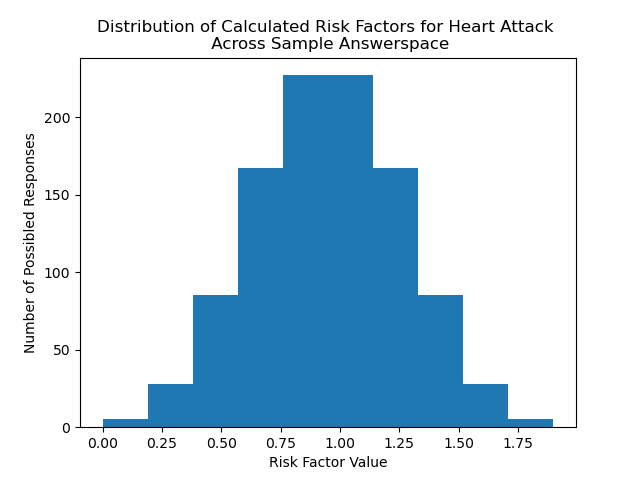 Distribution of Calculated Risk Factors for Heart Attack
Across Sample Answerspace
Number of Possibled Responses
200
150
100
50
0
0.00 0.25 0.50 0.75 1.00 1.25 1.50 1.75
Risk Factor Value